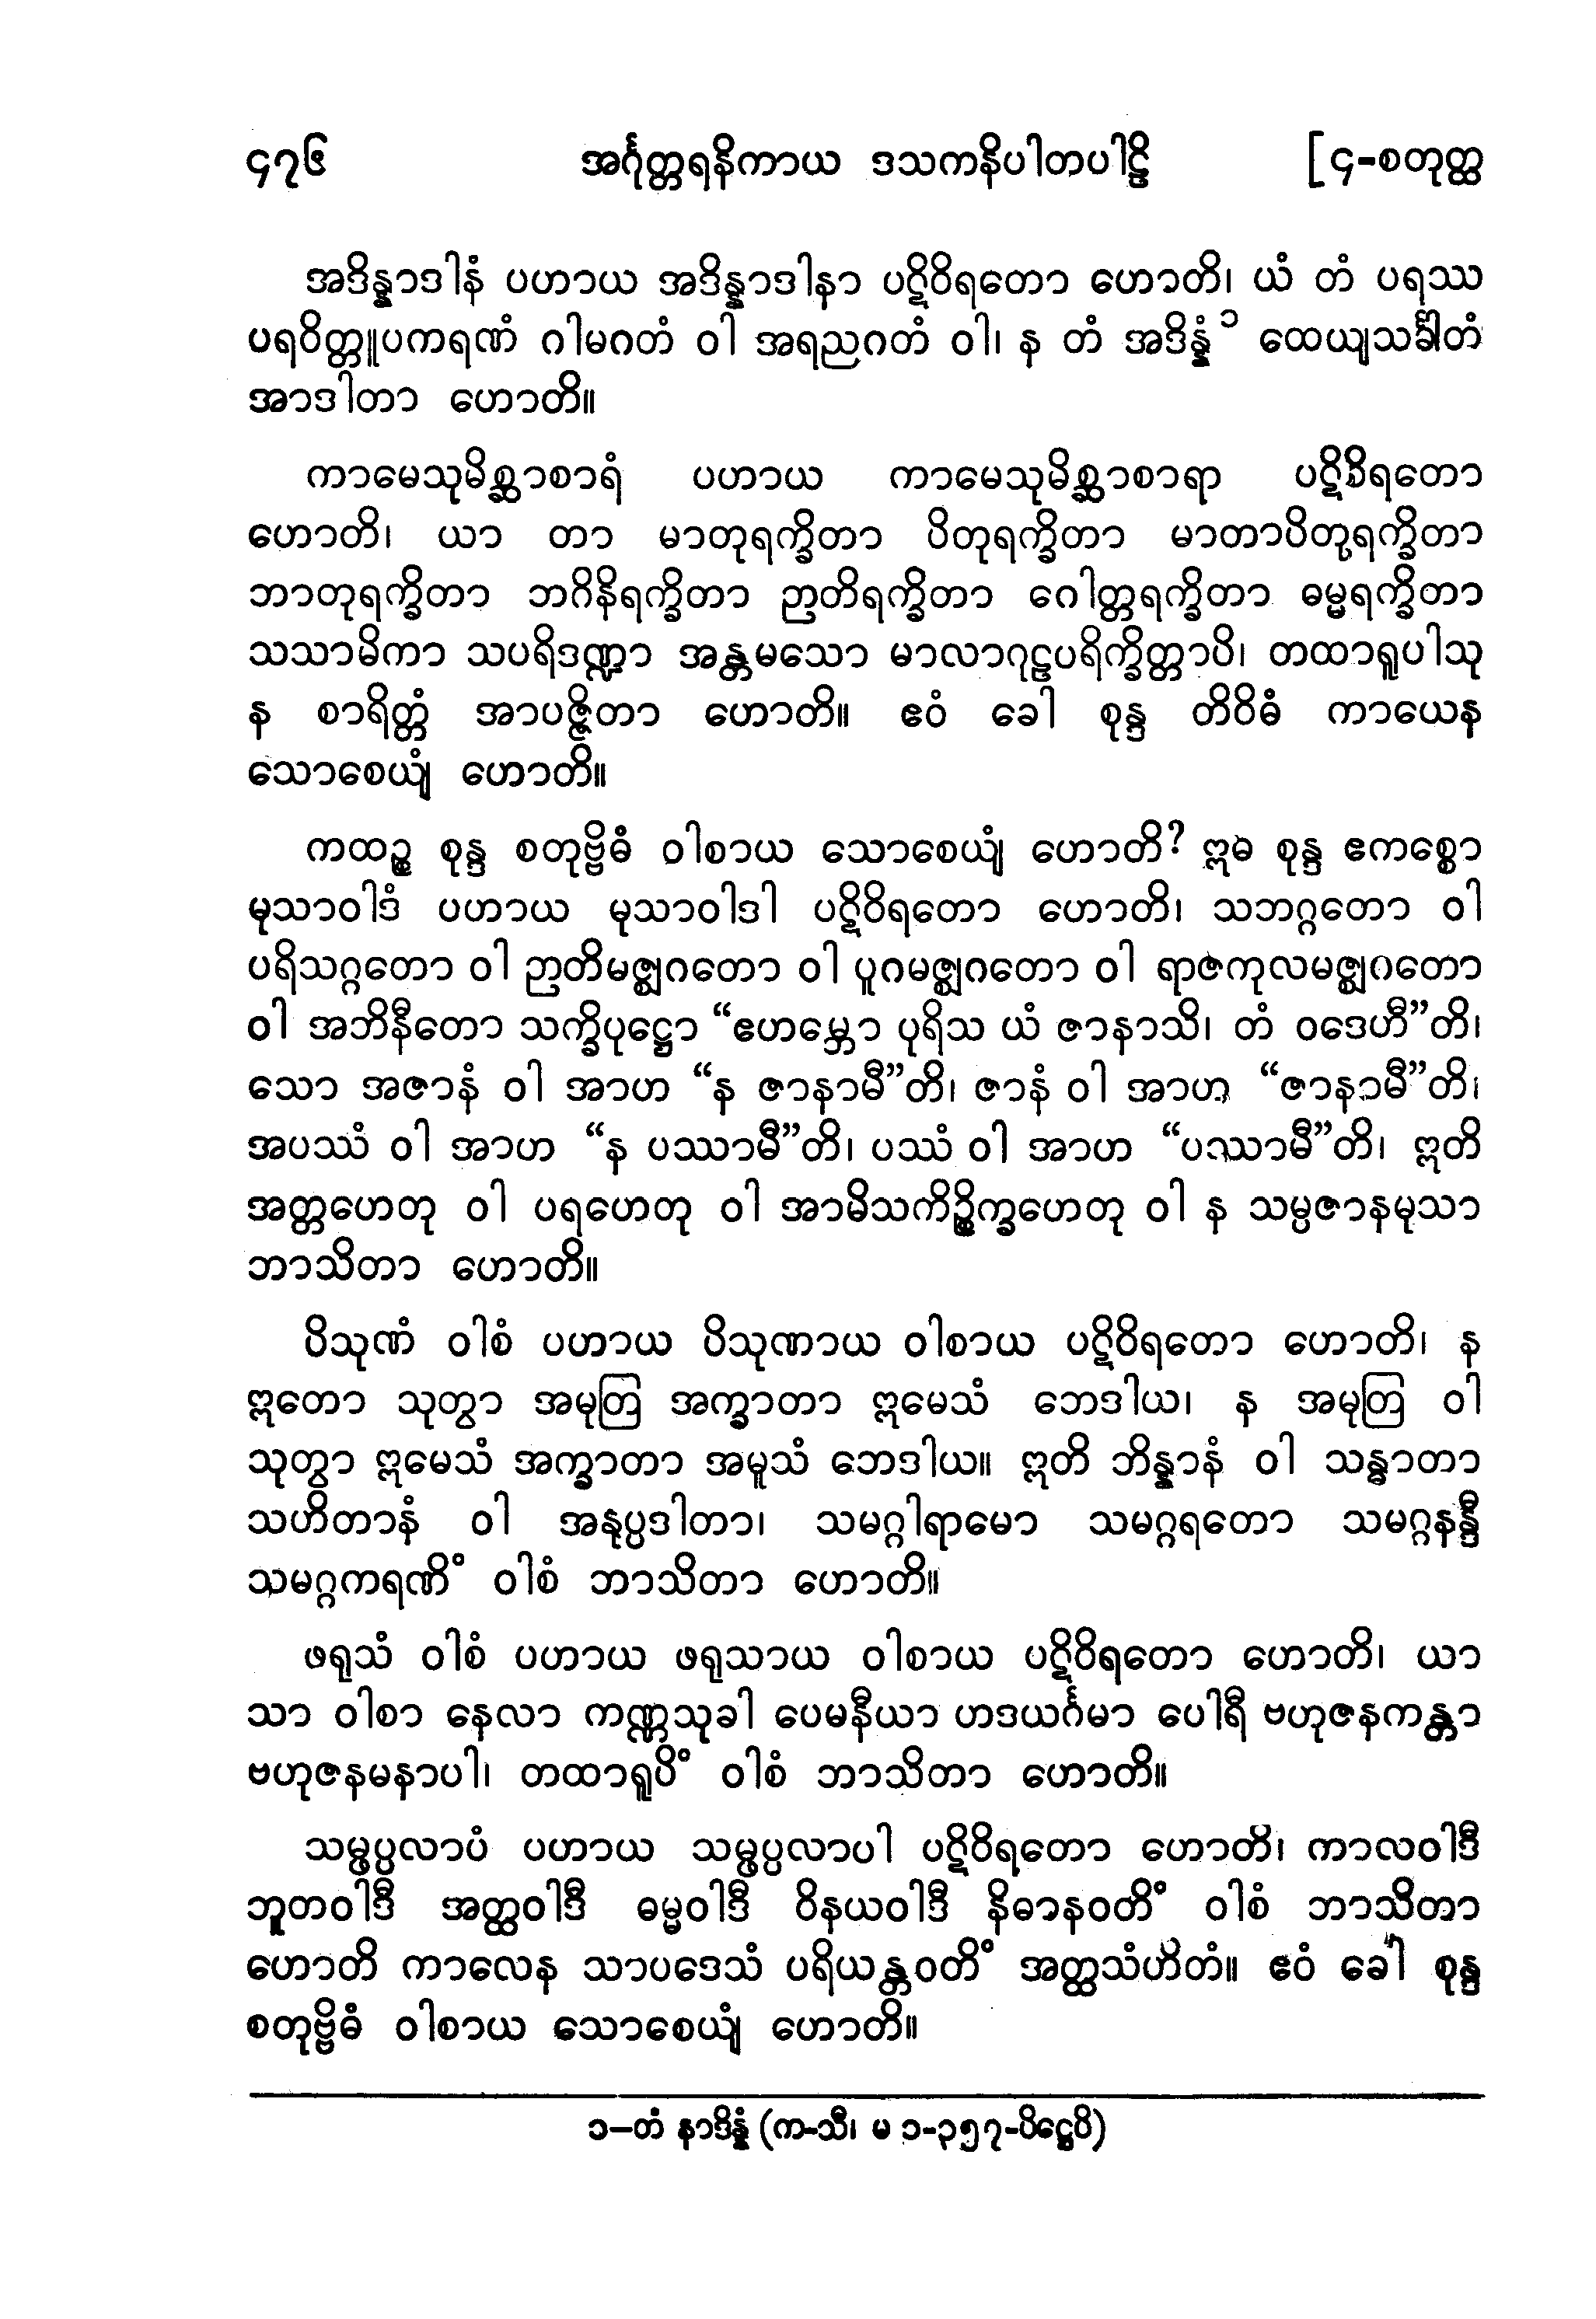 ၄၇၆ အင်္ဂုတ္တရနိကာယ ဒသကနိပါတပါဠိ [၄-စတုတ္ထ
အဒိန္နာဒါနံ ပဟာယ အဒိန္နာဒါနာ ပဋိဝိရတော ဟောတိ၊ ယံ တံ ပရဿ
ပရဝိတ္တူပကရဏံ ဂါမဂတံ ဝါ အရညဂတံ ဝါ၊ န တံ အဒိန္နံ ၁ ထေယျသင်္ခါတံ
အာဒါတာ ဟောတိ။
ကာမေသုမိစ္ဆာစာရံ ပဟာယ ကာမေသုမိစ္ဆာစာရာ ပဋိဝိရတော
ဟောတိ၊ ယာ တာ မာတုရက္ခိတာ ပိတုရက္ခိတာ မာတာပိတုရက္ခိတာ
ဘာတုရက္ခိတာ ဘဂိနိရက္ခိတာ ဉာတိရက္ခိတာ ဂေါတ္တရက္ခိတာ ဓမ္မရက္ခိတာ
သသာမိကာ သပရိဒဏ္ဍာ အန္တမသော မာလာဂုဠပရိက္ခိတ္တာပိ၊ တထာရူပါသု
န စာရိတ္တံ အာပဇ္ဇိတာ ဟောတိ။ ဧဝံ ခေါ စုန္ဒ တိဝိဓံ ကာယေန
သောစေယျံ ဟောတိ။
ကထဉ္စ စုန္ဒ စတုဗ္ဗိဓံ ဝါစာယ သောစေယျံ ဟောတိ? ဣဓ စုန္ဒ ဧကစ္စော
မုသာဝါဒံ ပဟာယ မုသာဝါဒါ ပဋိဝိရတော ဟောတိ၊ သဘဂ္ဂတော ဝါ
ပရိသဂ္ဂတော ဝါ ဉာတိမဇ္ဈဂတော ဝါ ပူဂမဇ္ဈဂတော ဝါ ရာဇကုလမဇ္ဈဂတော
ဝါ အဘိနီတော သက္ခိပုဋ္ဌော “ဧဟမ္ဘော ပုရိသ ယံ ဇာနာသိ၊ တံ ဝဒေဟီ”တိ၊
သော အဇာနံ ဝါ အာဟ “န ဇာနာမီ”တိ၊ ဇာနံ ဝါ အာဟ “ဇာနာမီ”တိ၊
အပဿံ ဝါ အာဟ “န ပဿာမီ”တိ၊ ပဿံ ဝါ အာဟ “ပဿာမီ”တိ၊ ဣတိ
အတ္တဟေတု ဝါ ပရဟေတု ဝါ အာမိသကိဉ္စိက္ခဟေတု ဝါ န သမ္ပဇာနမုသာ
ဘာသိတာ ဟောတိ။
ပိသုဏံ ဝါစံ ပဟာယ ပိသုဏာယ ဝါစာယ ပဋိဝိရတော ဟောတိ၊ န
ဣတော သုတွာ အမုတြ အက္ခာတာ ဣမေသံ ဘေဒါယ၊ န အမုတြ ဝါ
သုတွာ ဣမေသံ အက္ခာတာ အမူသံ ဘေဒါယ။ ဣတိ ဘိန္နာနံ ဝါ သန္ဓာတာ
သဟိတာနံ ဝါ အနုပ္ပဒါတာ၊ သမဂ္ဂါရာမော သမဂ္ဂရတော သမဂ္ဂနန္ဒီ
သမဂ္ဂကရဏိံ ဝါစံ ဘာသိတာ ဟောတိ။
ဖရုသံ ဝါစံ ပဟာယ ဖရုသာယ ဝါစာယ ပဋိဝိရတော ဟောတိ၊ ယာ
သာ ဝါစာ နေလာ ကဏ္ဏသုခါ ပေမနီယာ ဟဒယင်္ဂမာ ပေါရီ ဗဟုဇနကန္တာ
ဗဟုဇနမနာပါ၊ တထာရူပိံ ဝါစံ ဘာသိတာ ဟောတိ။
သမ္ဖပ္ပလာပံ ပဟာယ သမ္ဖပ္ပလာပါ ပဋိဝိရတော ဟောတိ၊ ကာလဝါဒီ
ဘူတဝါဒီ အတ္ထဝါဒီ ဓမ္မဝါဒီ ဝိနယဝါဒီ နိဓာနဝတိံ ဝါစံ ဘာသိတာ
ဟောတိ ကာလေန သာပဒေသံ ပရိယန္တဝတိံ အတ္ထသံဟိတံ။ ဧဝံ ခေါ စုန္ဒ
စတုဗ္ဗိဓံ ဝါစာယ သောစေယျံ ဟောတိ။
၁–တံ နာဒိန္နံ (က-သီ၊ မ ၁-၃၅၇-ပိဋ္ဌေပိ)